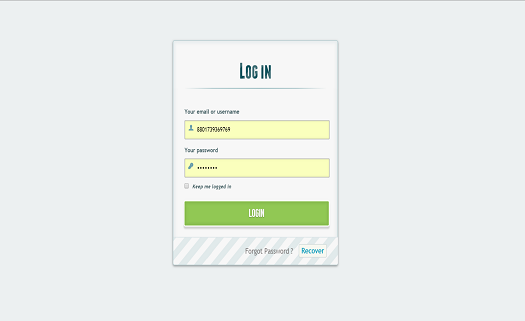 LOG IN
Your email or username
8801739369769
Your password
••••••••
Keep me logged in
LOGIN
Forgot Password ? Recover